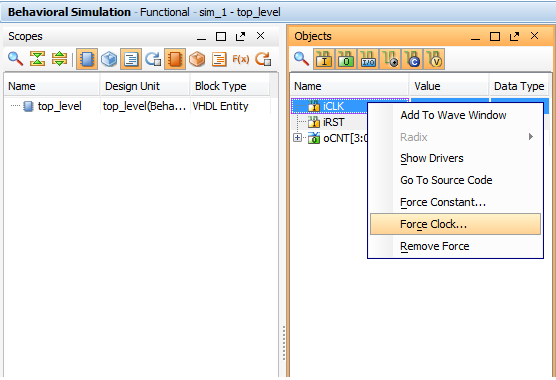 Behavioral Simulation - Functional - sim_1 - top_level
Scopes
Name Design Unit Block Type
top_level top_level(Beha... VHDL Entity
F(x)
Objects
I O I/O C V
Name Value Data Type
iCLK
iRST
oCNT[3:0
Add To Wave Window
Radix
Show Drivers
Go To Source Code
Force Constant...
Force Clock...
Remove Force